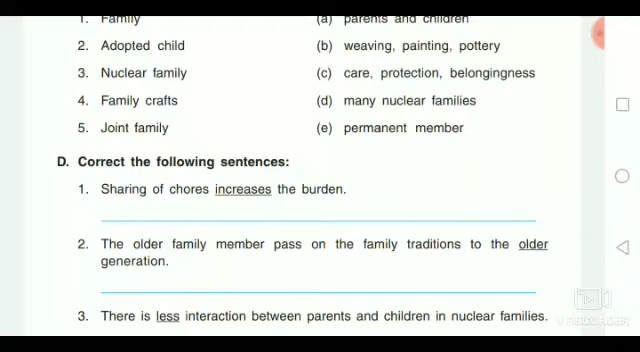 1. Family (a) parents and children
2. Adopted child (b) weaving, painting, pottery
3. Nuclear family (c) care, protection, belongingness
4. Family crafts (d) many nuclear families
5. Joint family (e) permanent member
D. Correct the following sentences:
1. Sharing of chores increases the burden.
2. The older family member pass on the family traditions to the older
generation.
3. There is less interaction between parents and children in nuclear families.